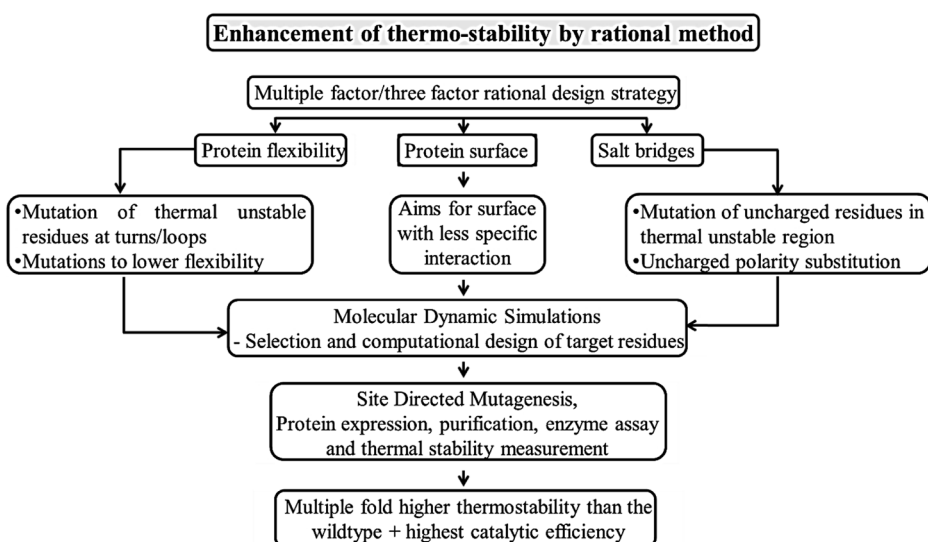 Enhancement of thermo-stability by rational method
Multiple factor/three factor rational design strategy
Protein flexibility
Protein surface
Salt bridges
•Mutation of thermal unstable
residues at turns/loops
•Mutations to lower flexibility
Aims for surface
with less specific
interaction
•Mutation of uncharged residues in
thermal unstable region
•Uncharged polarity substitution
Molecular Dynamic Simulations
- Selection and computational design of target residues
Site Directed Mutagenesis,
Protein expression, purification, enzyme assay
and thermal stability measurement
Multiple fold higher thermostability than the
wildtype + highest catalytic efficiency